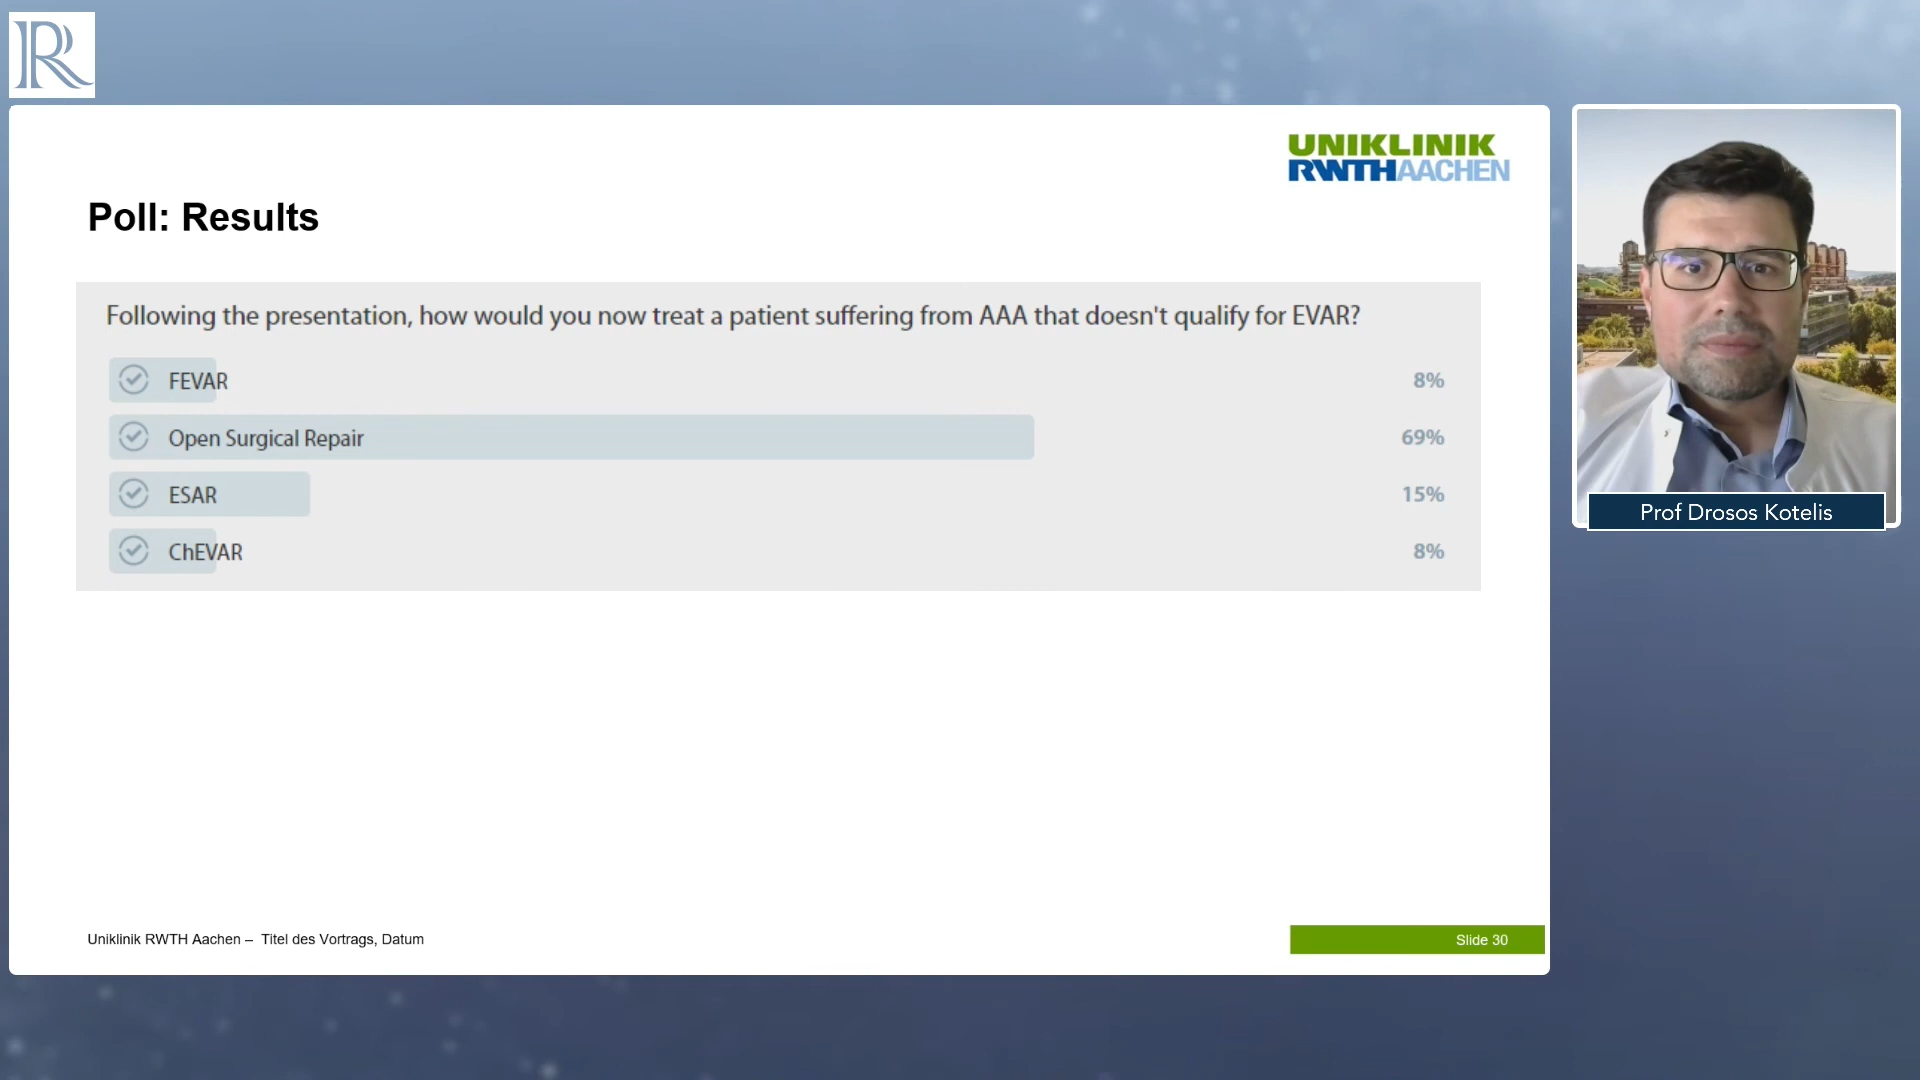 R
UNIKLINIK
RWTHAACHEN
Poll: Results
Following the presentation, how would you now treat a patient suffering from AAA that doesn't qualify for EVAR?
FEVAR 8%
Open Surgical Repair 69%
ESAR 15%
ChEVAR 8%
Prof Drosos Kotelis
Uniklinik RWTH Aachen – Titel des Vortrags, Datum
Slide 30